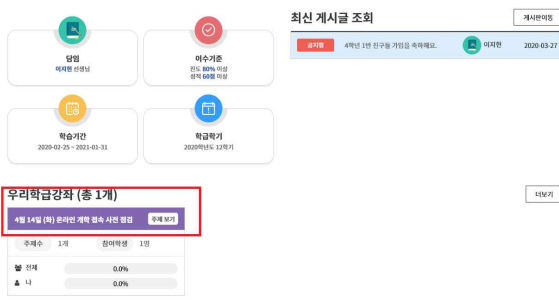 담임
이지현 선생님
이수기준
진도 80% 이상
성적 60점 이상
학습기간
2020-02-25 ~ 2021-01-31
학급학기
2020학년도 12학기
최신 게시글 조회
게시판이동
공지방 4학년 1반 친구들 가입을 축하해요. 이지현 2020-03-27
우리학급강좌 (총 1개)
더보기
4월 14일 (화) 온라인 개학 접속 사전 점검 주제 보기
주제수 1개 참여학생 1명
전체 0.0%
나 0.0%